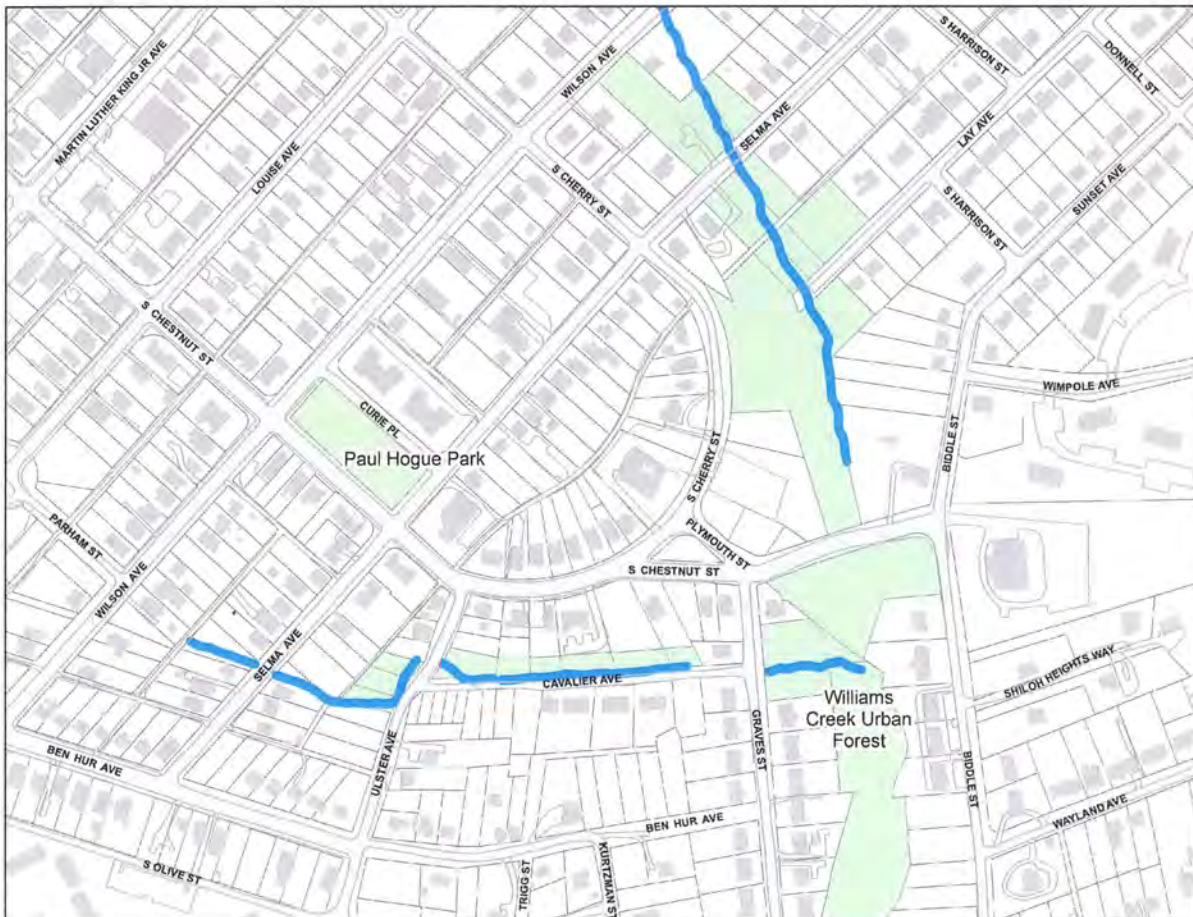 MARTIN LUTHER KING JR AVE
WILSON AVE
S HARRISON ST
DONNELL ST
LOUISE AVE
SELMA AVE
LAY AVE
S CHERRY ST
S HARRISON ST
SUNSET AVE
S CHESTNUT ST
WIMPOLE AVE
CURIE PL
BIDDLE ST
Paul Hogue Park
S CHERRY ST
PARHAM ST
PLYMOUTH ST
WILSON AVE
S CHESTNUT ST
SELMA AVE
SHILOH HEIGHTS WAY
CAVALIER AVE
Williams
Creek Urban
Forest
GRAVES ST
ULSTER AVE
BEN HUR AVE
BIDDLE ST
WAYLAND AVE
BEN HUR AVE
S OLIVE ST
TRIGG ST
KURTZMAN ST